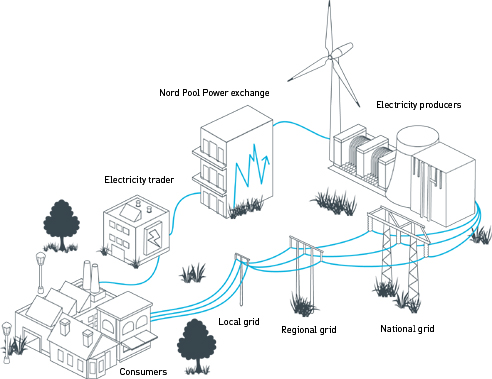 Nord Pool Power exchange
Electricity producers
Electricity trader
Local grid
Regional grid
National grid
Consumers